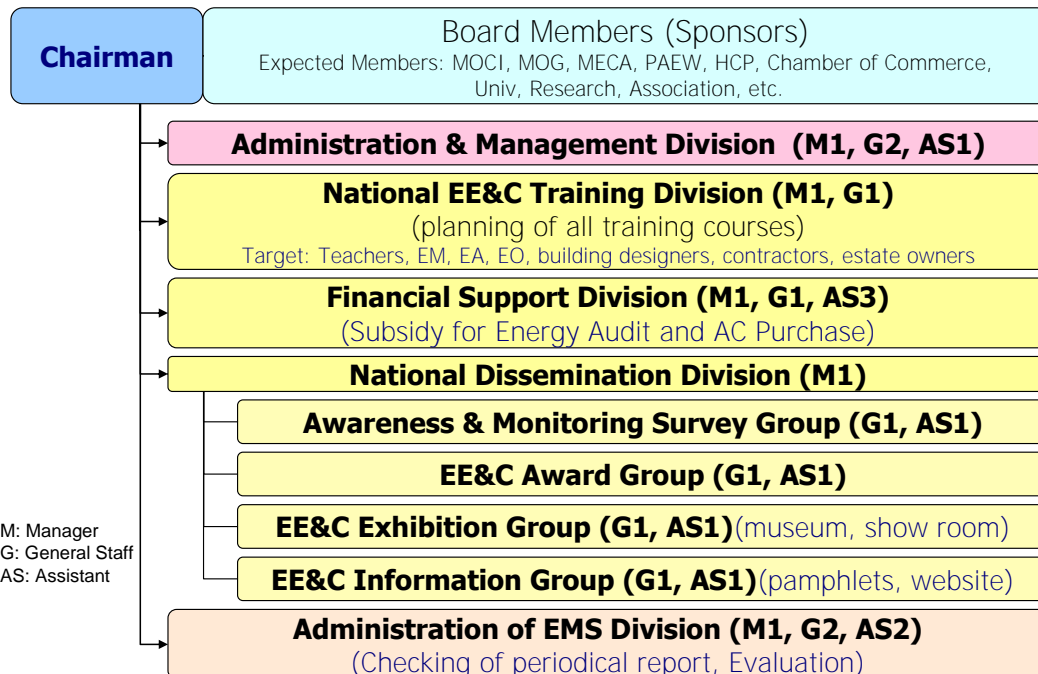 Chairman
Board Members (Sponsors)
Expected Members: MOCI, MOG, MECA, PAEW, HCP, Chamber of Commerce,
Univ, Research, Association, etc.
Administration & Management Division (M1, G2, AS1)
National EE&C Training Division (M1, G1)
(planning of all training courses)
Target: Teachers, EM, EA, EO, building designers, contractors, estate owners
Financial Support Division (M1, G1, AS3)
(Subsidy for Energy Audit and AC Purchase)
National Dissemination Division (M1)
Awareness & Monitoring Survey Group (G1, AS1)
EE&C Award Group (G1, AS1)
EE&C Exhibition Group (G1, AS1)(museum, show room)
EE&C Information Group (G1, AS1)(pamphlets, website)
M: Manager
G: General Staff
AS: Assistant
Administration of EMS Division (M1, G2, AS2)
(Checking of periodical report, Evaluation)